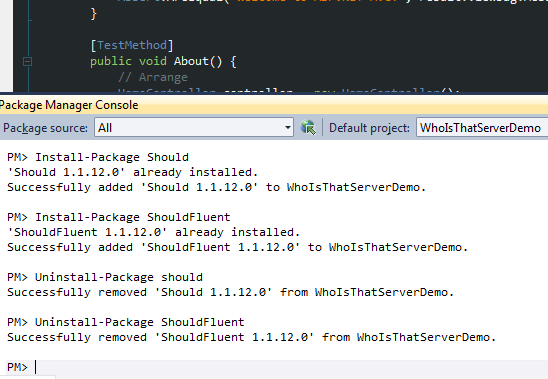 }
[TestMethod]
public void About() {
// Arrange
HomeController controller = new HomeController();
Package Manager Console
Package source: All Default project: WhoIsThatServerDemo
PM> Install-Package Should
'Should 1.1.12.0' already installed.
Successfully added 'Should 1.1.12.0' to WhoIsThatServerDemo.
PM> Install-Package ShouldFluent
'ShouldFluent 1.1.12.0' already installed.
Successfully added 'ShouldFluent 1.1.12.0' to WhoIsThatServerDemo.
PM> Uninstall-Package should
Successfully removed 'Should 1.1.12.0' from WhoIsThatServerDemo.
PM> Uninstall-Package ShouldFluent
Successfully removed 'ShouldFluent 1.1.12.0' from WhoIsThatServerDemo.
PM>